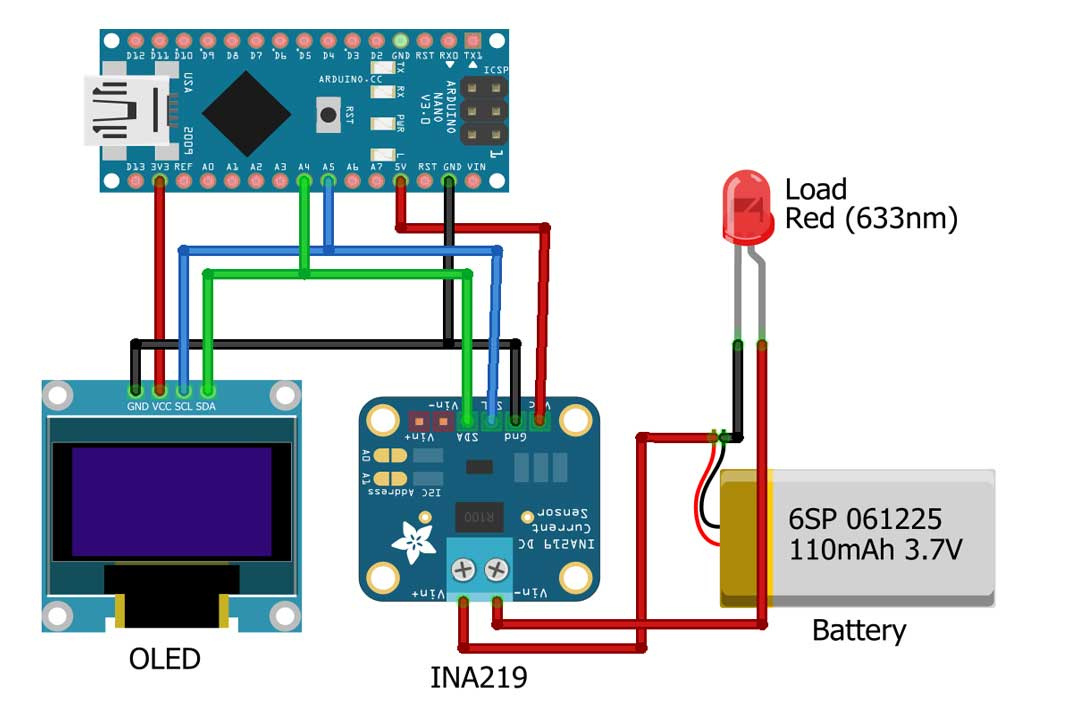 D12 D11 D10 D9 D8 D7 D6 D5 D4 D3 D2 GND RST RX0 TX1
ICSP
TX
RX
PWR
L
ARDUINO.CC
RST
ARDUINO
NANO
V3.0
USA
2009
1
D13 3V3 REF A0 A1 A2 A3 A4 A5 A6 A7 5V RST GND VIN
Load
Red (633nm)
GND VCC SCL SDA
Vin-
Vin+
SDA
Gnd
A0
A1
I2C Address
R100
INA219 DC
Current
Sensor
Vin+
Vin-
6SP 061225
110mAh 3.7V
Battery
OLED
INA219